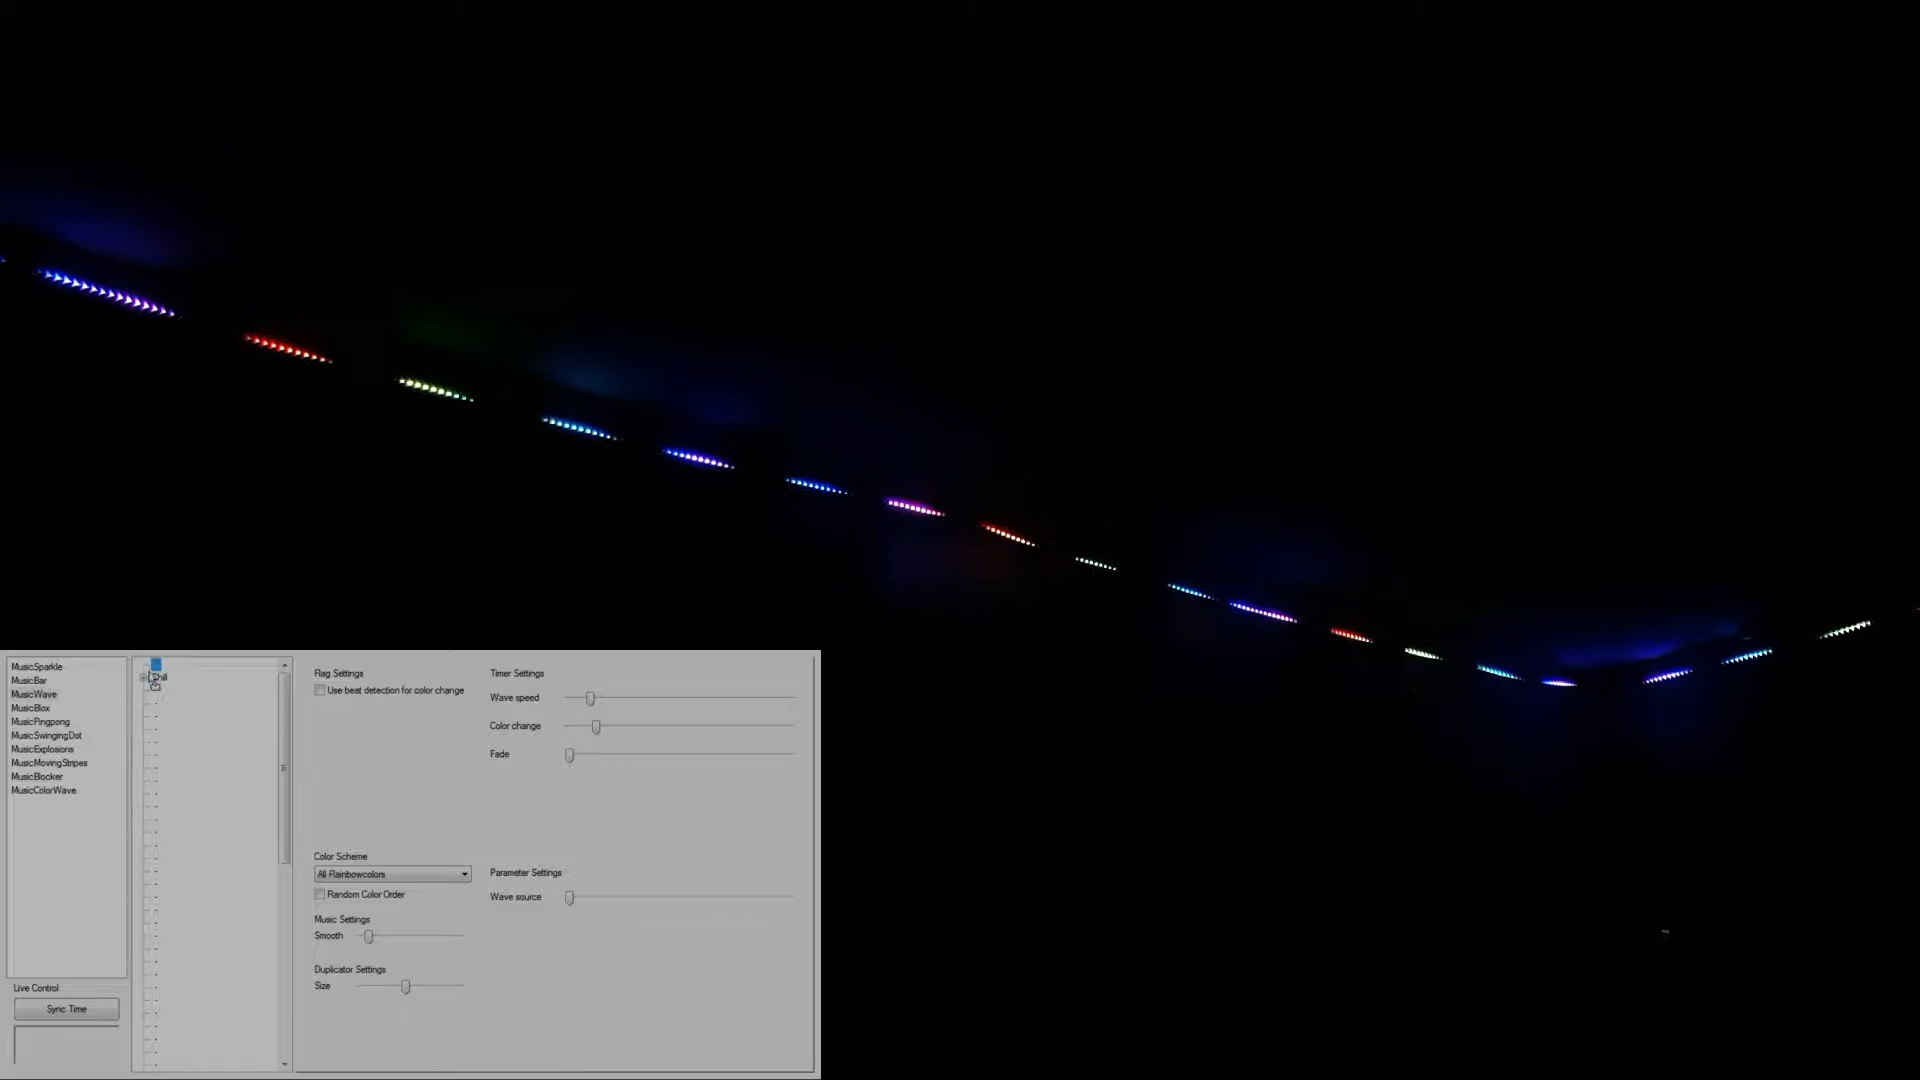 MusicSparkle
MusicBar
MusicWave
MusicBlox
MusicPingpong
MusicSwingingDot
MusicExplosions
MusicMovingStripes
MusicBlocker
MusicColorWave
Live Control
Sync Time
Flag Settings
Use beat detection for color change
Color Scheme
All Rainbowcolors
Random Color Order
Music Settings
Smooth
Duplicator Settings
Size
Timer Settings
Wave speed
Color change
Fade
Parameter Settings
Wave source